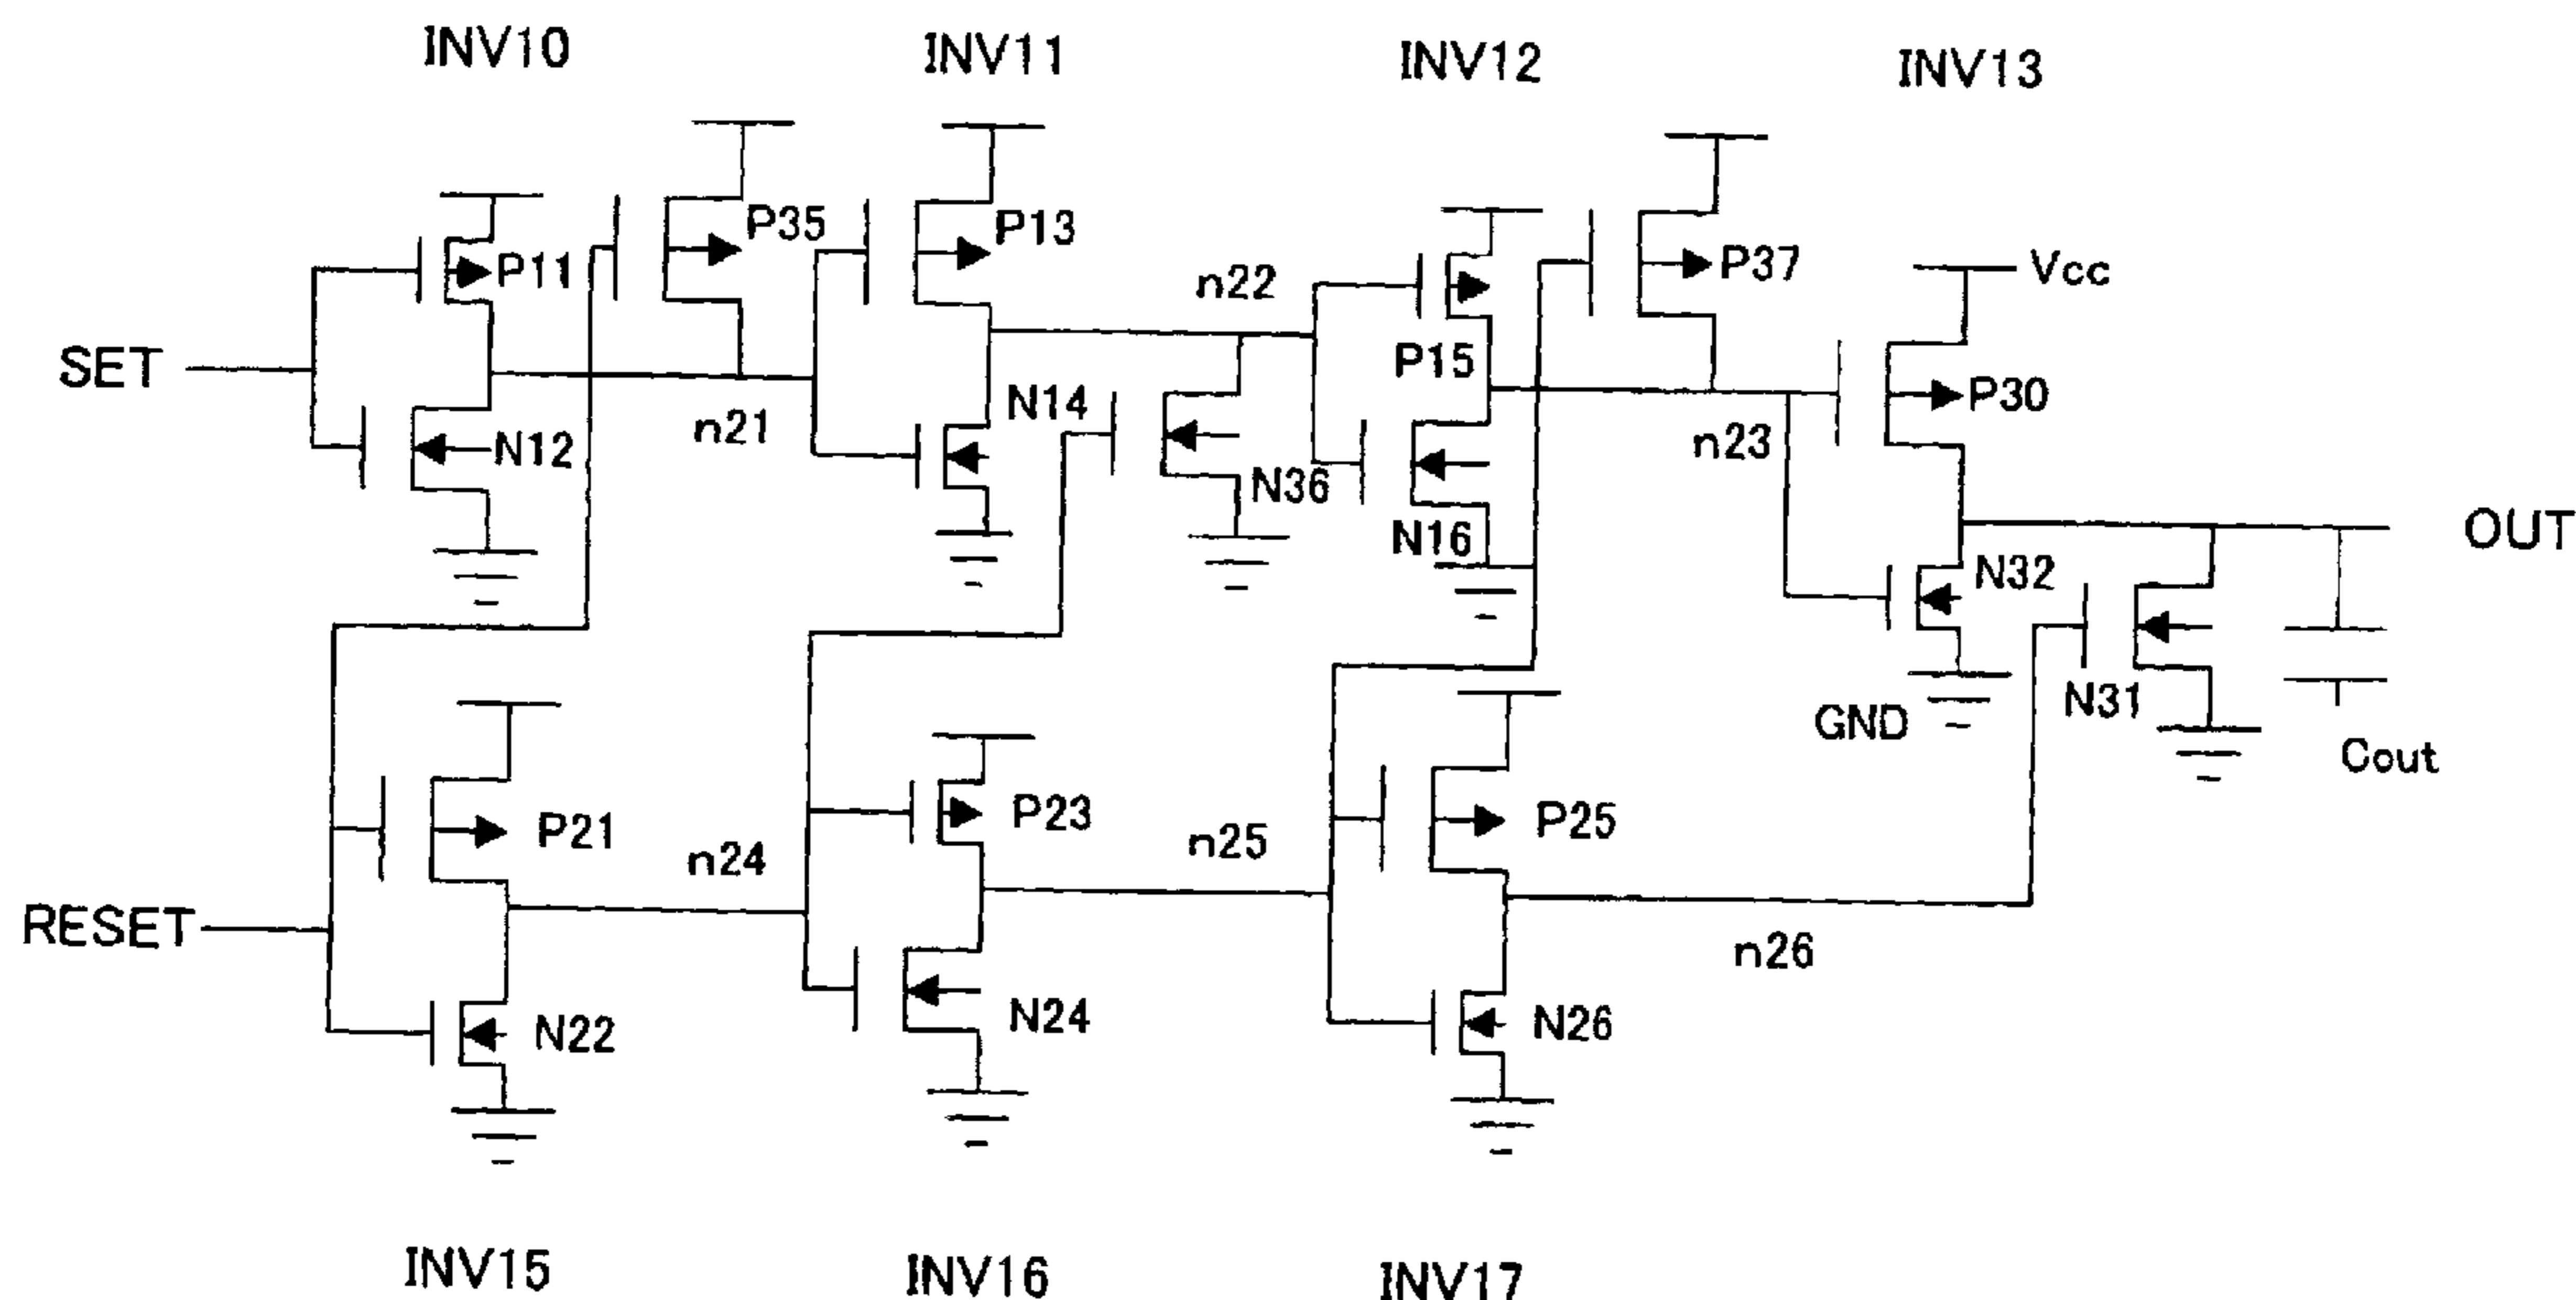 INV10 INV11 INV12 INV13
P35 P13 P37
P11 n22 Vcc
SET P15 P30
n21 N14 n23
N12 N36 N16 OUT
N32
GND N31
Cout
P21 P23 P25
n24 n25
RESET n26
N22 N24 N26
INV15 INV16 INV17